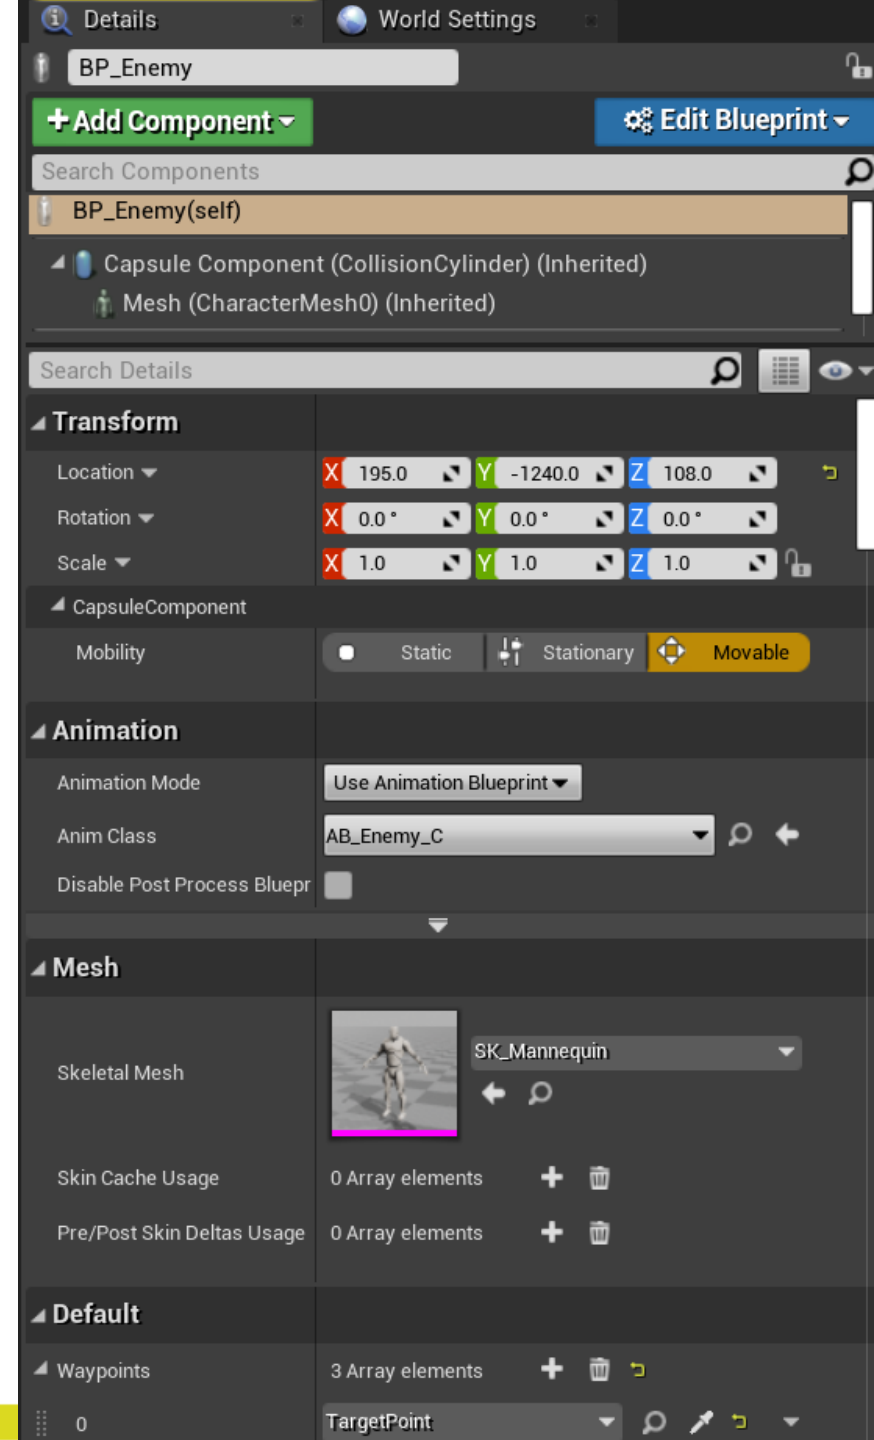 Details World Settings
BP_Enemy
+Add Component Edit Blueprint
Search Components
BP_Enemy(self)
Capsule Component (CollisionCylinder) (Inherited)
Mesh (CharacterMesh0) (Inherited)
Search Details
Transform
Location X 195.0 Y -1240.0 Z 108.0
Rotation X 0.0 ° Y 0.0 ° Z 0.0 °
Scale X 1.0 Y 1.0 Z 1.0
CapsuleComponent
Mobility Static Stationary Movable
Animation
Animation Mode Use Animation Blueprint
Anim Class AB_Enemy_C
Disable Post Process Bluepr
Mesh
Skeletal Mesh SK_Mannequin
Skin Cache Usage 0 Array elements
Pre/Post Skin Deltas Usage 0 Array elements
Default
Waypoints 3 Array elements
0 TargetPoint